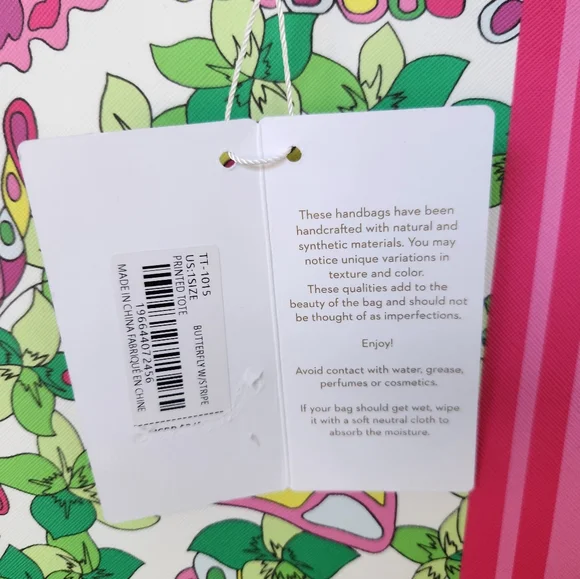 TT-1015
US:1SIZE
PRINTED TOTE
BUTTERFLY W/STRIPE
196644072456
MADE IN CHINA FABRIQUÉ EN CHINE
These handbags have been
handcrafted with natural and
synthetic materials. You may
notice unique variations in
texture and color.
These qualities add to the
beauty of the bag and should not
be thought of as imperfections.
Enjoy!
Avoid contact with water, grease,
perfumes or cosmetics.
If your bag should get wet, wipe
it with a soft neutral cloth to
absorb the moisture.